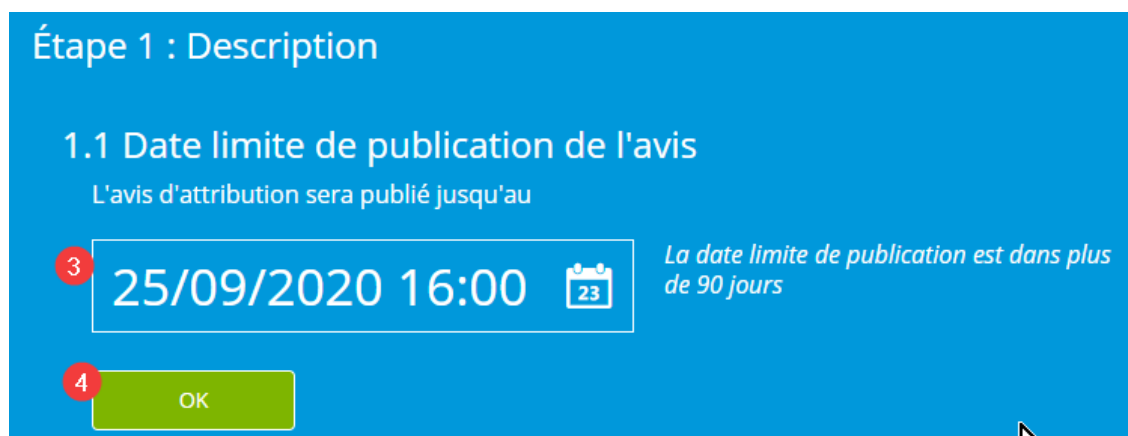 Étape 1 : Description
1.1 Date limite de publication de l'avis
L'avis d'attribution sera publié jusqu'au
3
25/09/2020 16:00
23
La date limite de publication est dans plus
de 90 jours
4
OK